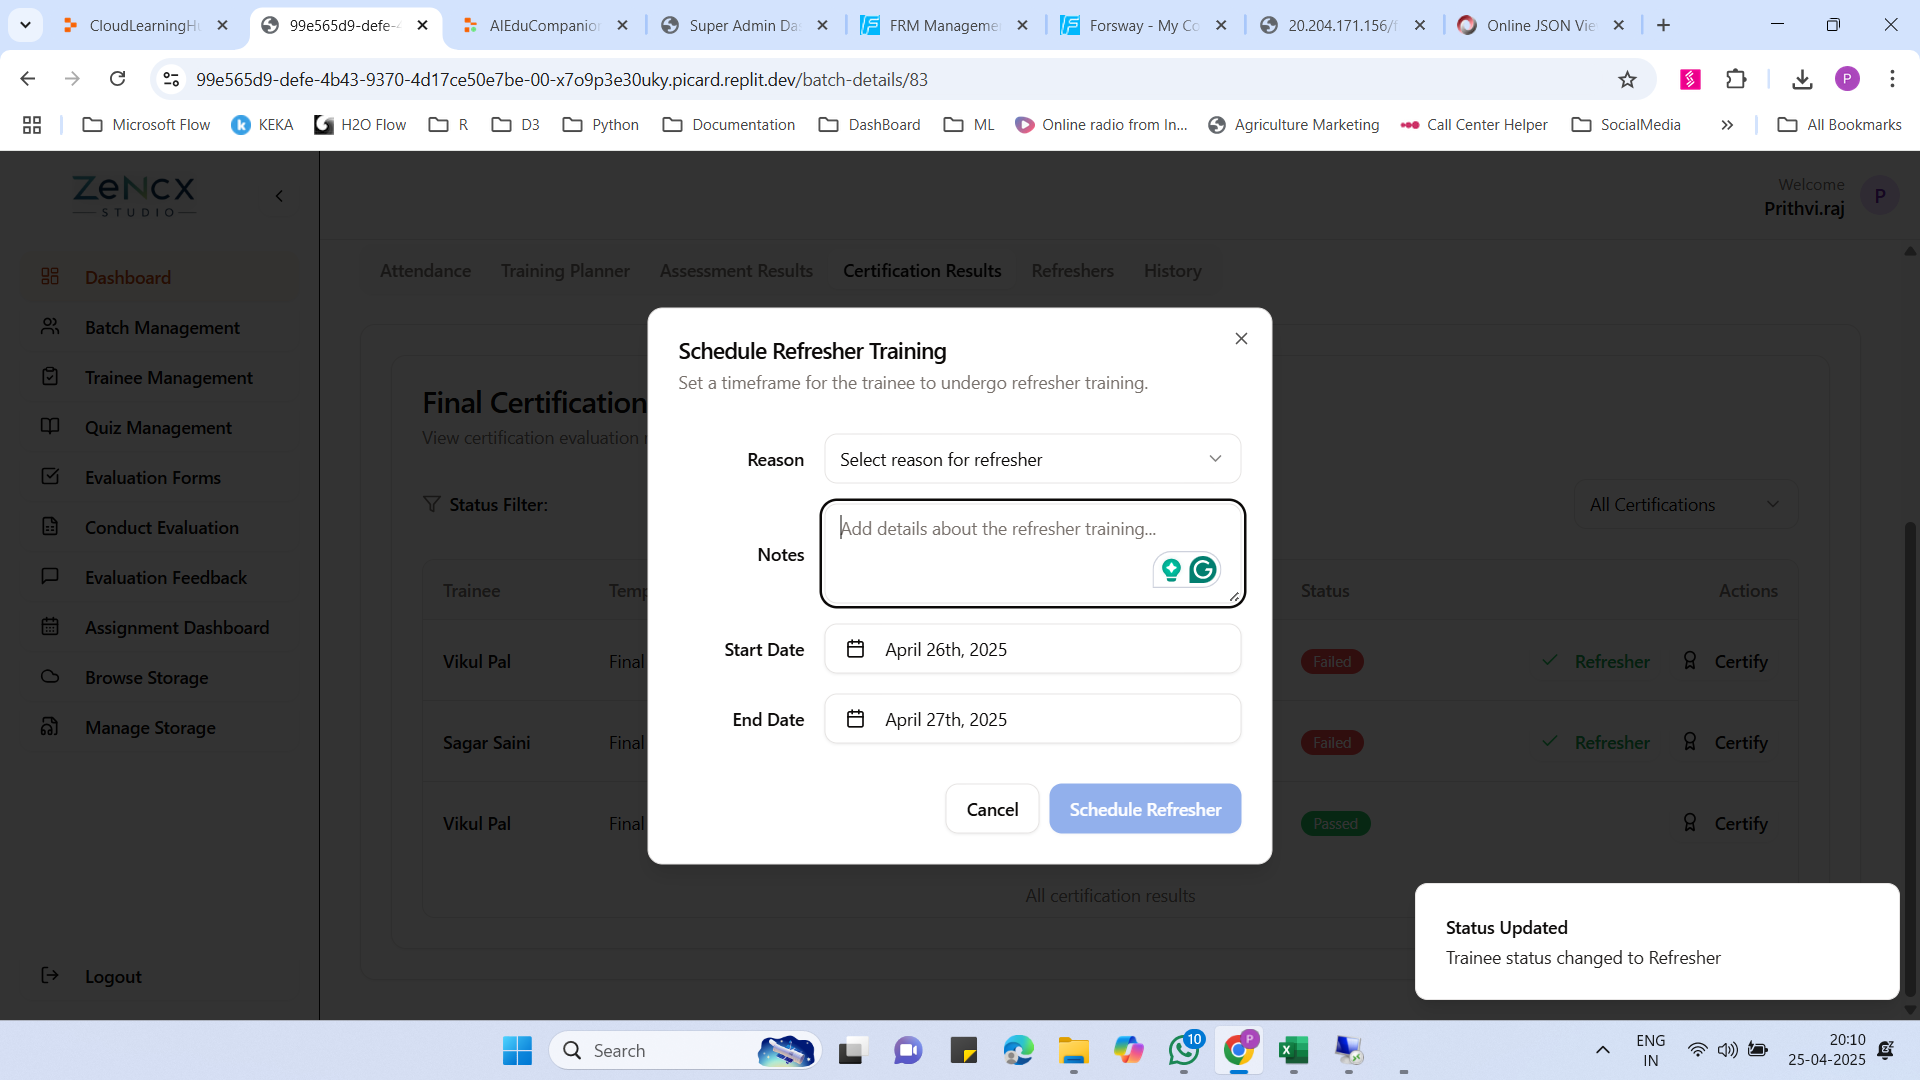 CloudLearningHu
99e565d9-defe-4
AIEduCompanion
Super Admin Da
FRM Managemen
Forsway - My Co
20.204.171.156/f
Online JSON Vie
99e565d9-defe-4b43-9370-4d17ce50e7be-00-x7o9p3e30uky.picard.replit.dev/batch-details/83
P
Microsoft Flow
KEKA
H2O Flow
R
D3
Python
Documentation
DashBoard
ML
Online radio from In...
Agriculture Marketing
Call Center Helper
SocialMedia
All Bookmarks
ZeNCX
STUDIO
Welcome
Prithvi.raj
P
Dashboard
Batch Management
Trainee Management
Quiz Management
Evaluation Forms
Conduct Evaluation
Evaluation Feedback
Assignment Dashboard
Browse Storage
Manage Storage
Logout
Attendance
Training Planner
Assessment Results
Certification Results
Refreshers
History
Final Certification
View certification evaluation
Status Filter:
All Certifications
Trainee
Temp
Status
Actions
Vikul Pal
Final
Failed
Refresher
Certify
Sagar Saini
Final
Failed
Refresher
Certify
Vikul Pal
Final
Passed
Certify
All certification results
Schedule Refresher Training
Set a timeframe for the trainee to undergo refresher training.
Reason
Select reason for refresher
Notes
Add details about the refresher training...
Start Date
April 26th, 2025
End Date
April 27th, 2025
Cancel
Schedule Refresher
Status Updated
Trainee status changed to Refresher
Search
10
P
ENG
IN
20:10
25-04-2025